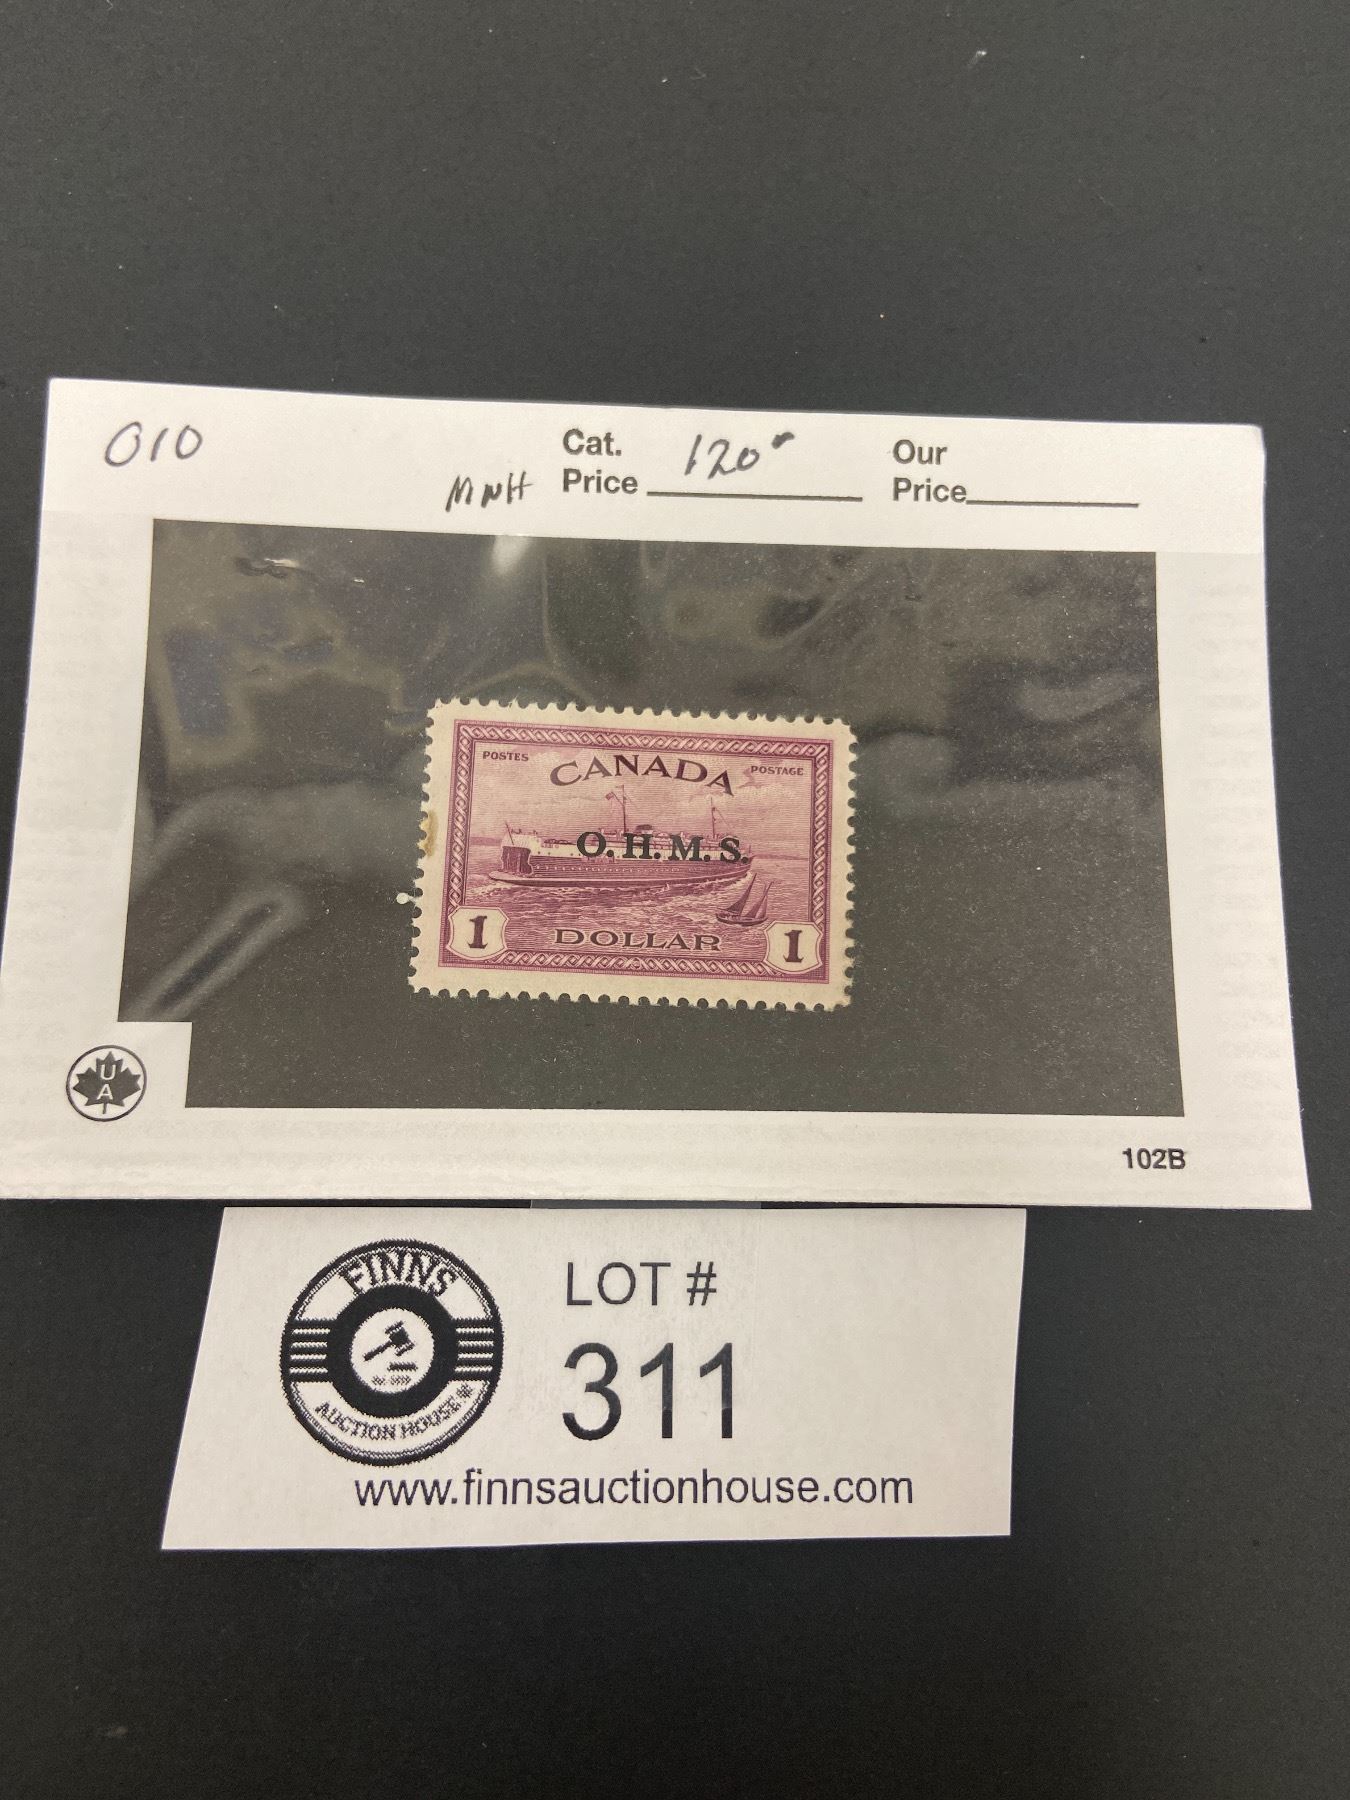 O10
MNH
Cat. Price 120-
Our Price
POSTES
CANADA
POSTAGE
O.H.M.S.
1
DOLLAR
1
UA
102B
FINNS
AUCTION HOUSE
LOT #
311
www.finnsauctionhouse.com